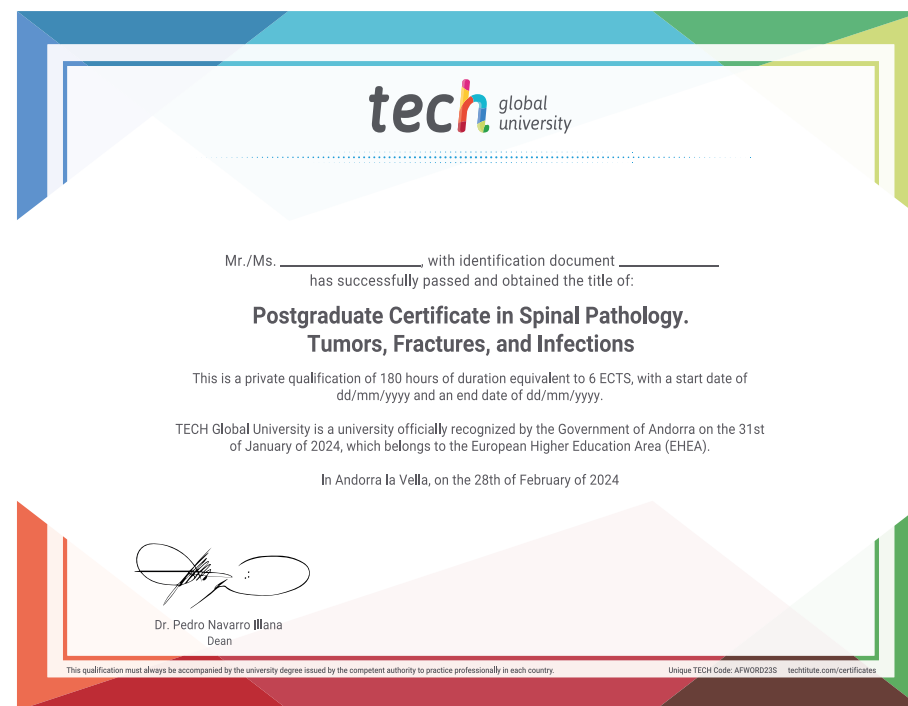 tech global university
Mr./Ms. ____________, with identification document ____________
has successfully passed and obtained the title of:
Postgraduate Certificate in Spinal Pathology.
Tumors, Fractures, and Infections
This is a private qualification of 180 hours of duration equivalent to 6 ECTS, with a start date of
dd/mm/yyyy and an end date of dd/mm/yyyy.
TECH Global University is a university officially recognized by the Government of Andorra on the 31st
of January of 2024, which belongs to the European Higher Education Area (EHEA).
In Andorra la Vella, on the 28th of February of 2024
Dr. Pedro Navarro Illana
Dean
This qualification must always be accompanied by the university degree issued by the competent authority to practice professionally in each country. Unique TECH Code: AFWORD23S techtitute.com/certificates